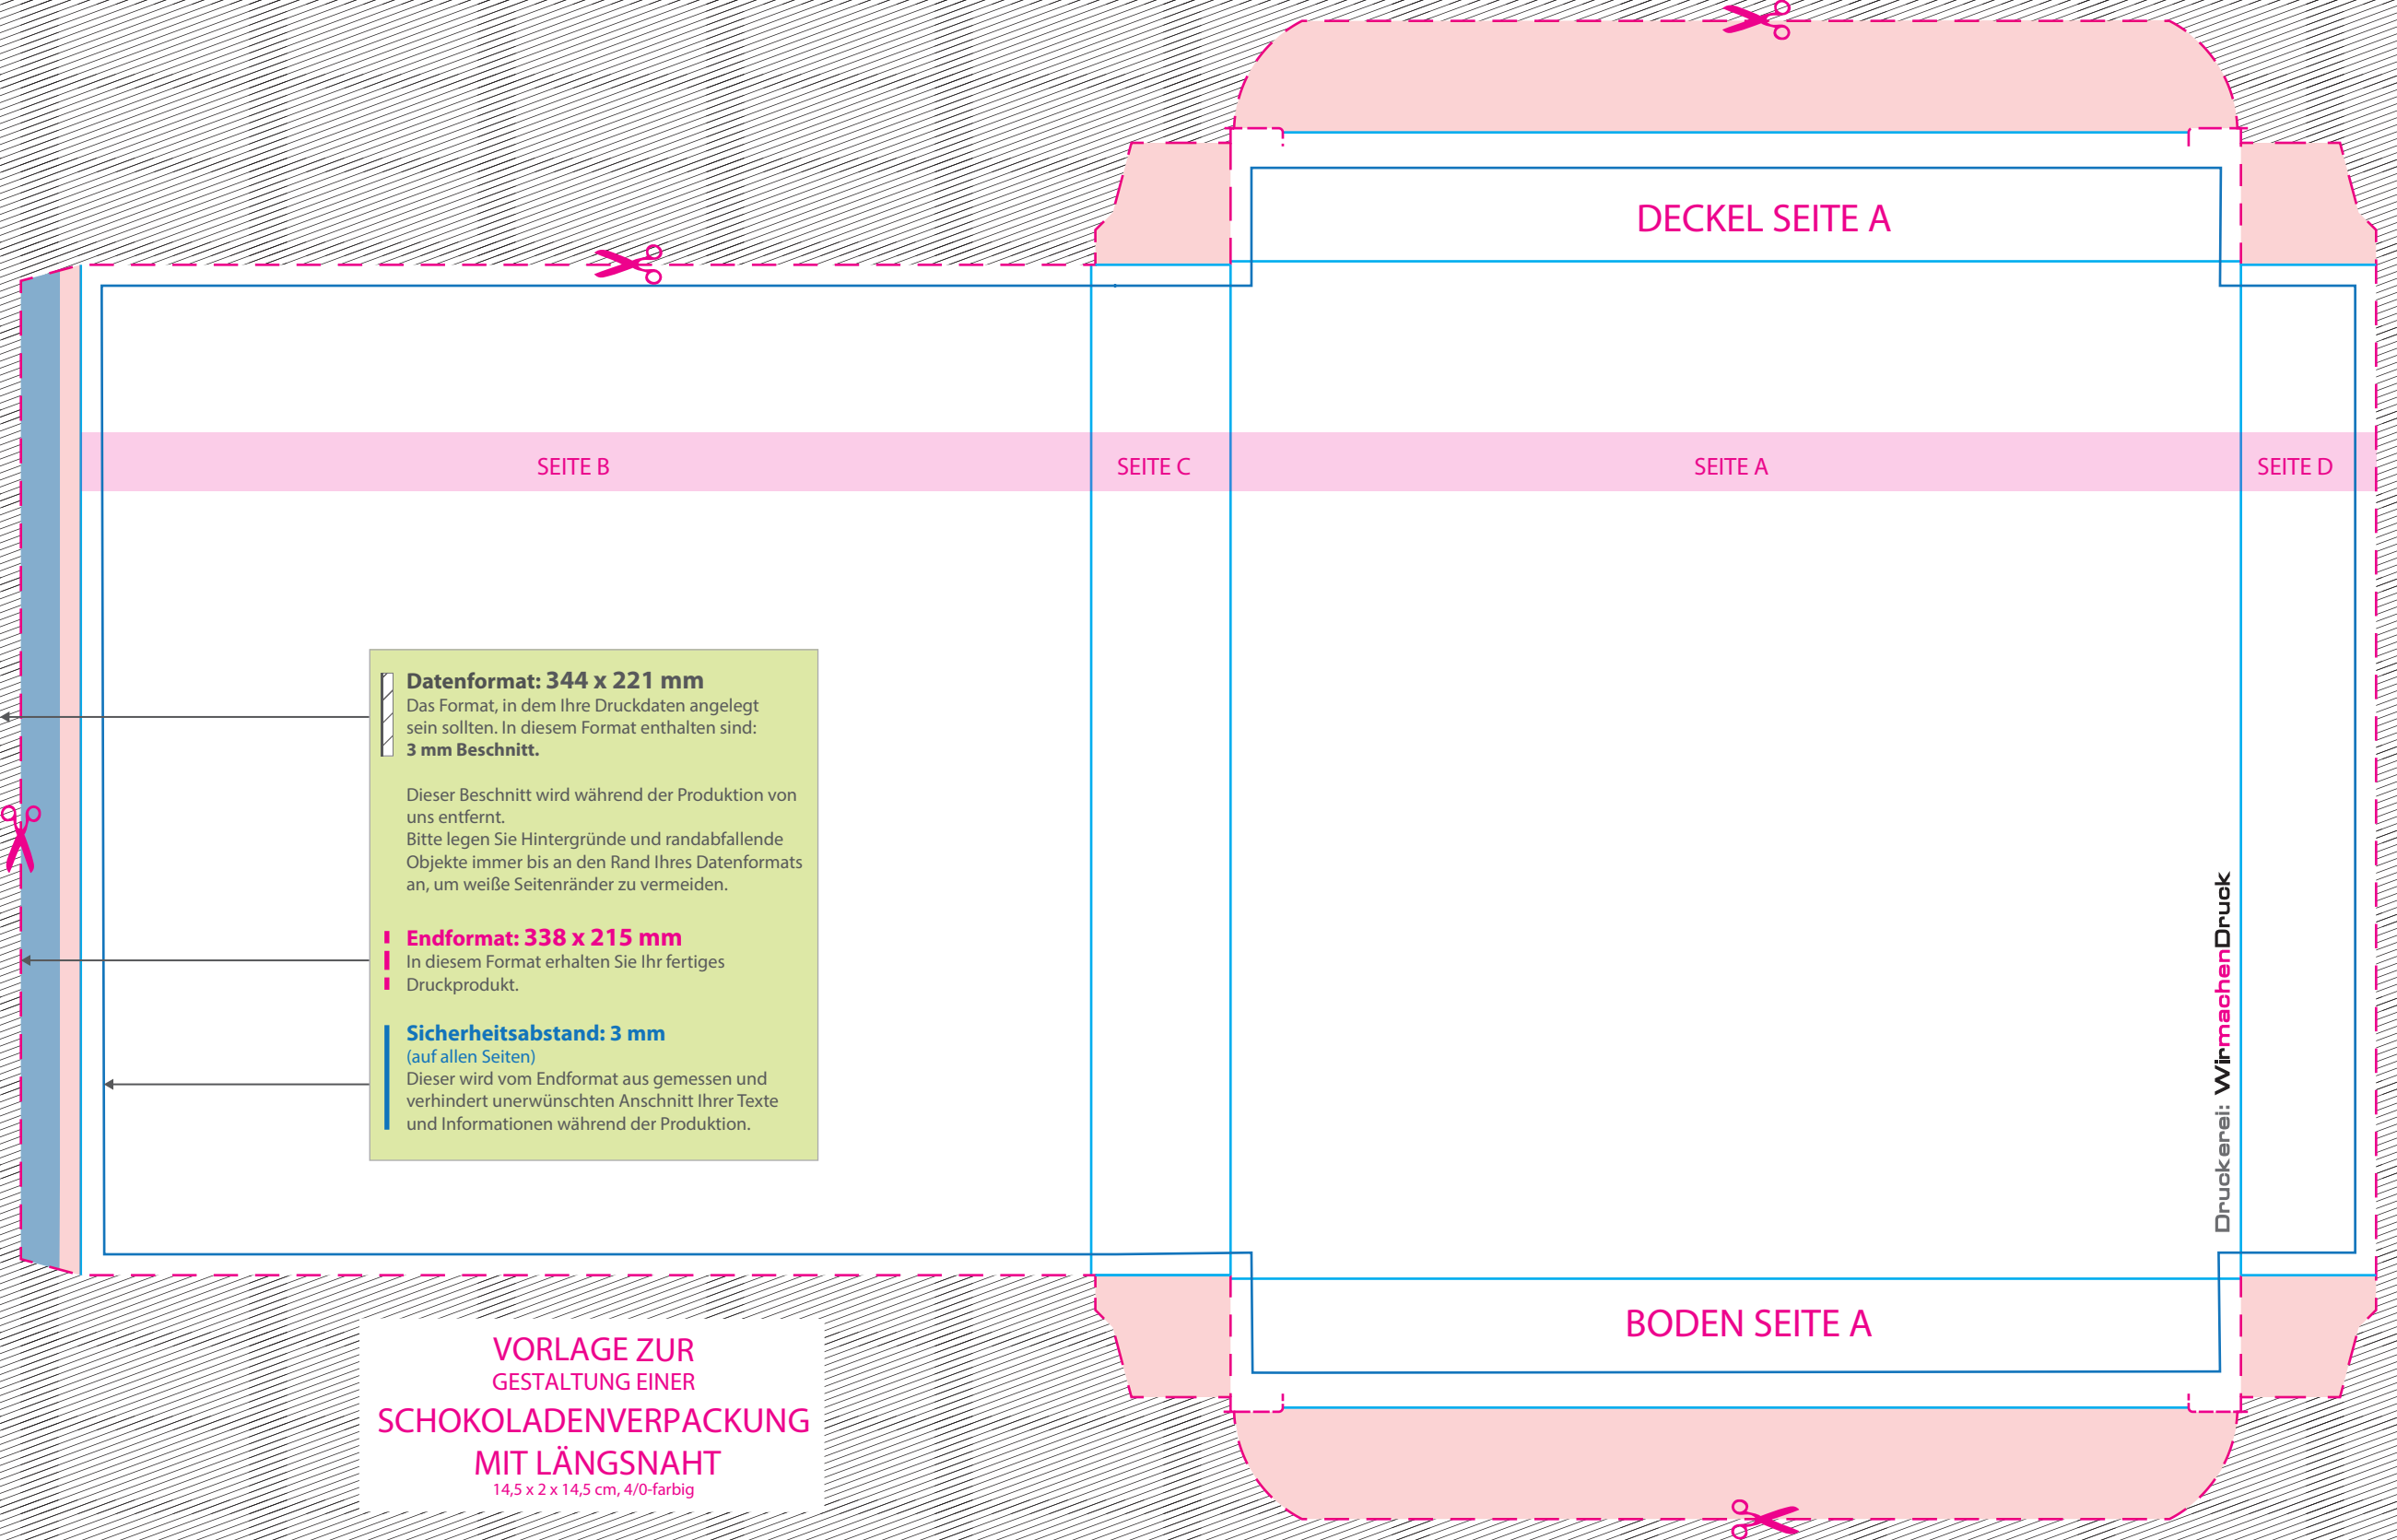 DECKEL SEITE A
SEITE B
SEITE C
SEITE A
SEITE D
Datenformat: 344 x 221 mm
Das Format, in dem Ihre Druckdaten angelegt
sein sollten. In diesem Format enthalten sind:
3 mm Beschnitt.
Dieser Beschnitt wird während der Produktion von
uns entfernt.
Bitte legen Sie Hintergründe und randabfallende
Objekte immer bis an den Rand Ihres Datenformats
an, um weiße Seitenränder zu vermeiden.
Endformat: 338 x 215 mm
In diesem Format erhalten Sie Ihr fertiges
Druckprodukt.
Sicherheitsabstand: 3 mm
(auf allen Seiten)
Dieser wird vom Endformat aus gemessen und
verhindert unerwünschten Anschnitt Ihrer Texte
und Informationen während der Produktion.
Druckerei: WirmachenDruck
BODEN SEITE A
VORLAGE ZUR
GESTALTUNG EINER
SCHOKOLADENVERPACKUNG
MIT LÄNGSNAHT
14,5 x 2 x 14,5 cm, 4/0-farbig